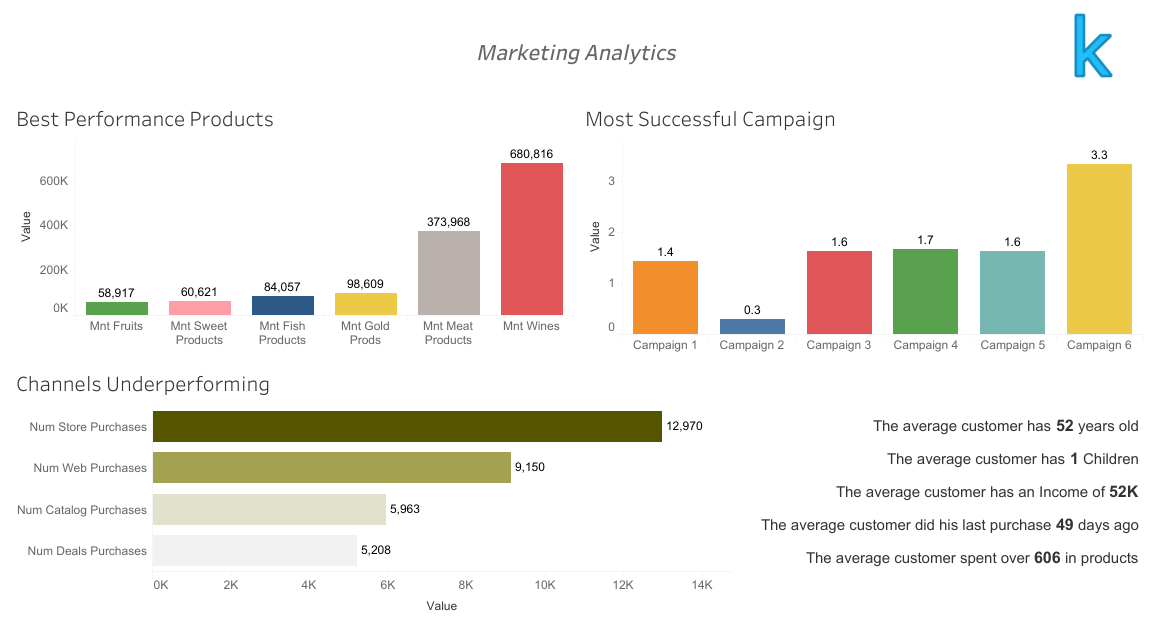 Marketing Analytics
k
Best Performance Products
Value
600K
400K
200K
0K
58,917
60,621
84,057
98,609
373,968
680,816
Mnt Fruits
Mnt Sweet
Products
Mnt Fish
Products
Mnt Gold
Prods
Mnt Meat
Products
Mnt Wines
Most Successful Campaign
Value
3
2
1
0
1.4
0.3
1.6
1.7
1.6
3.3
Campaign 1
Campaign 2
Campaign 3
Campaign 4
Campaign 5
Campaign 6
Channels Underperforming
Num Store Purchases 12,970
Num Web Purchases 9,150
Num Catalog Purchases 5,963
Num Deals Purchases 5,208
0K 2K 4K 6K 8K 10K 12K 14K
Value
The average customer has 52 years old
The average customer has 1 Children
The average customer has an Income of 52K
The average customer did his last purchase 49 days ago
The average customer spent over 606 in products